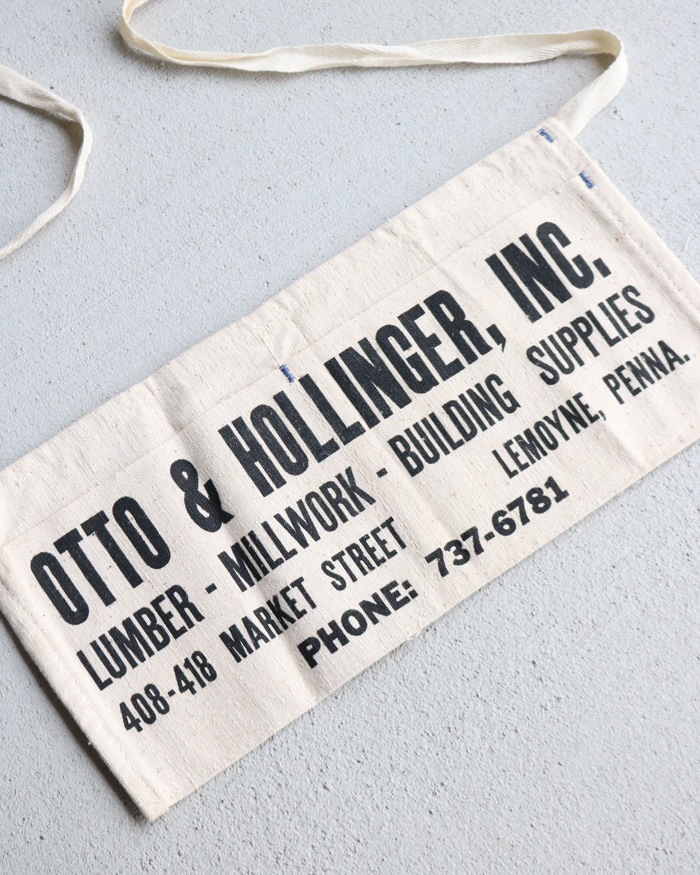 OTTO & HOLLINGER, INC.
LUMBER - MILLWORK - BUILDING SUPPLIES
408-418 MARKET STREET LEMOYNE, PENNA.
PHONE: 737-6781